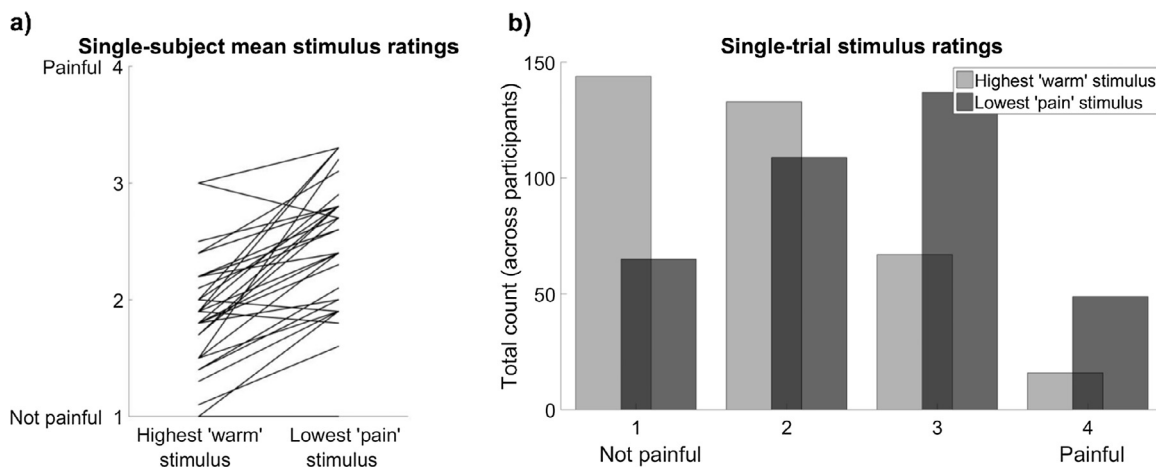 a)
Single-subject mean stimulus ratings
Painful 4
3
2
Not painful 1
Highest 'warm' stimulus
Lowest 'pain' stimulus
b)
Single-trial stimulus ratings
Total count (across participants)
150
100
50
0
Highest 'warm' stimulus
Lowest 'pain' stimulus
1 2 3 4
Not painful Painful